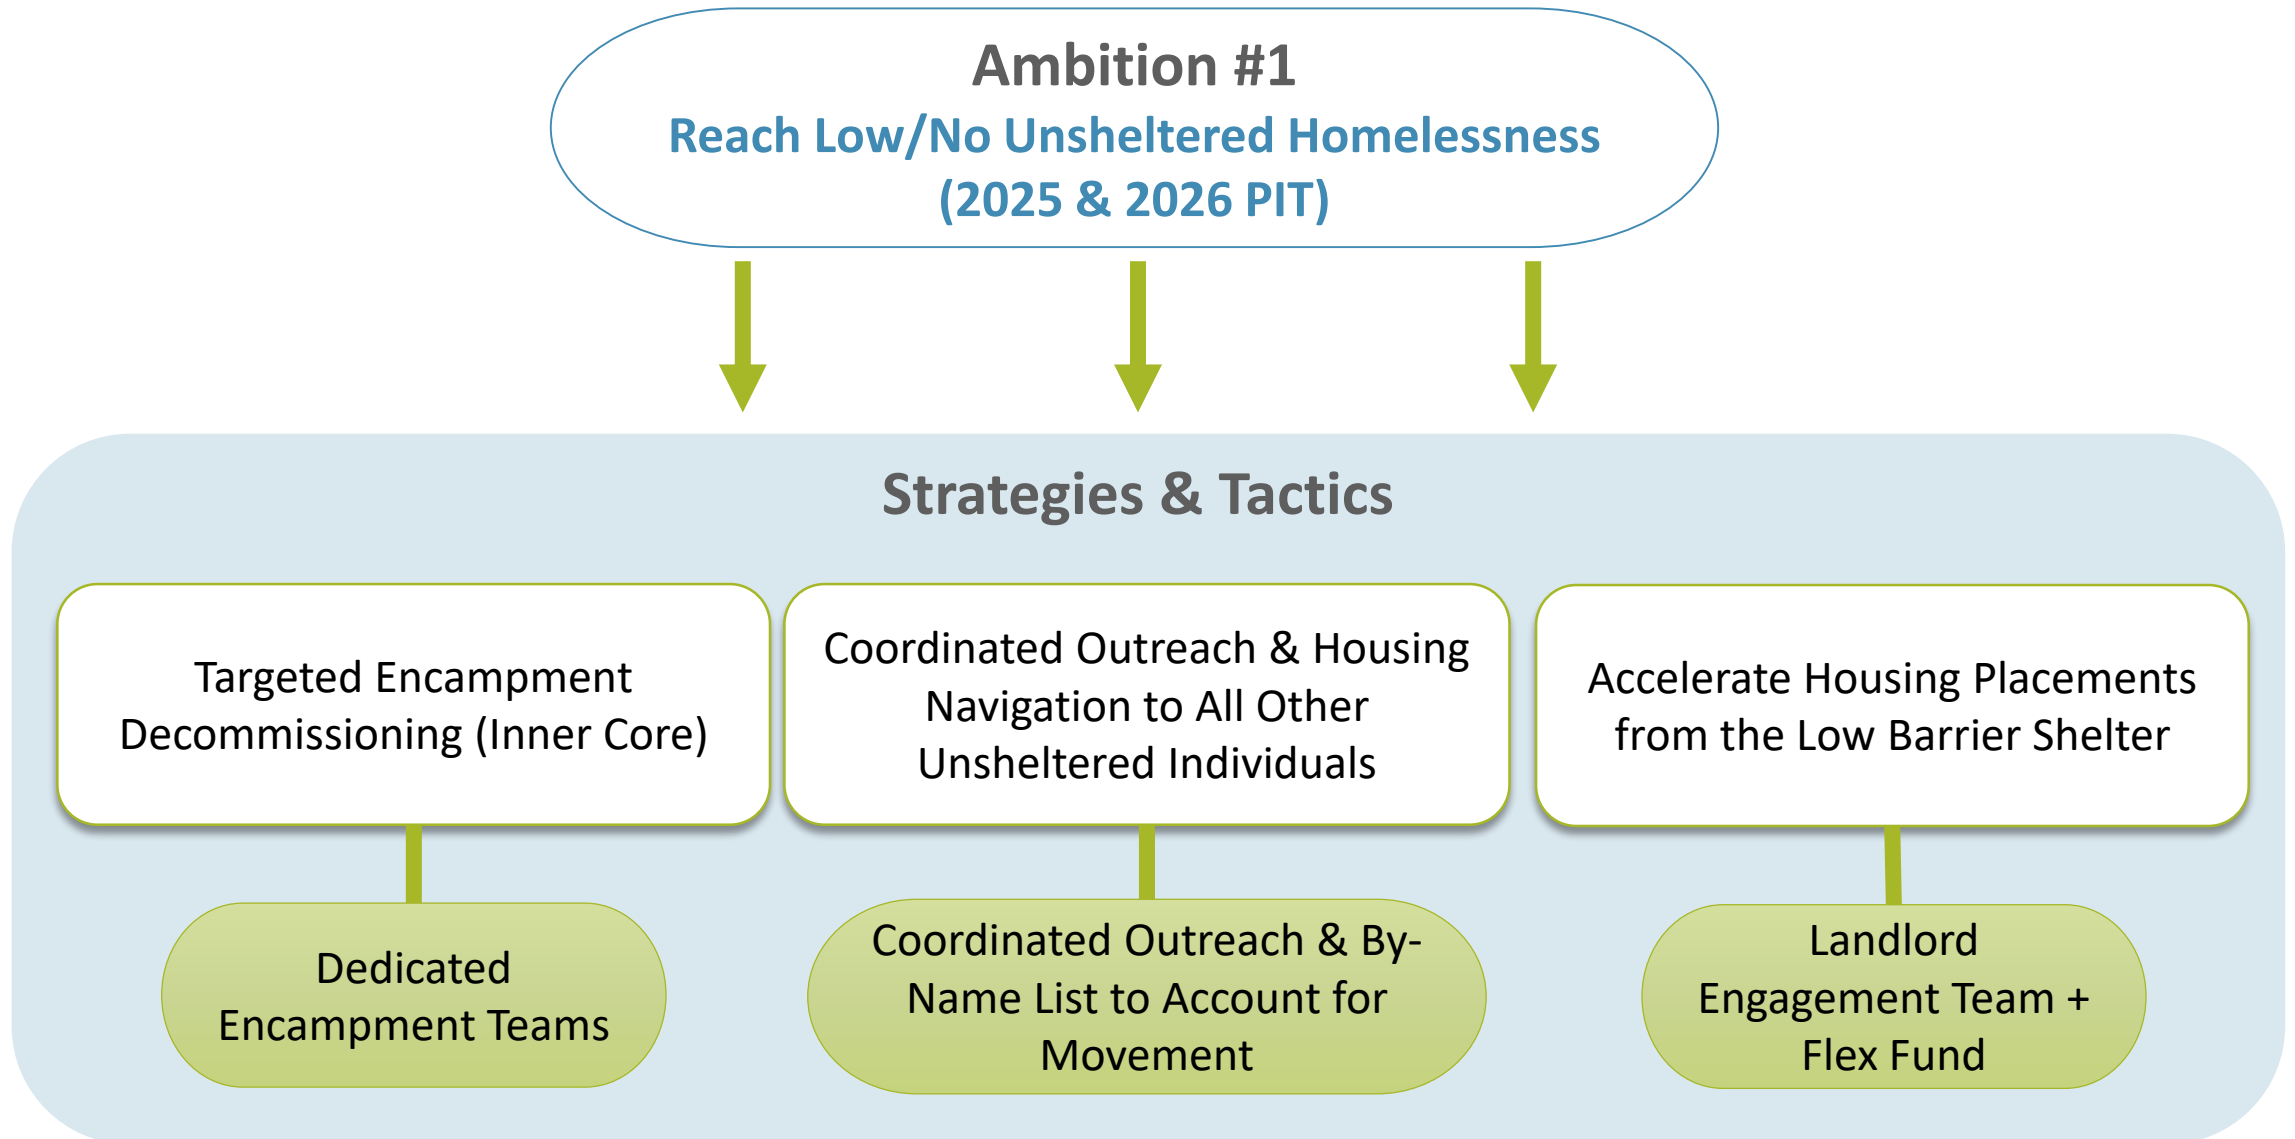 Ambition #1
Reach Low/No Unsheltered Homelessness
(2025 & 2026 PIT)
Strategies & Tactics
Targeted Encampment
Decommissioning (Inner Core)
Coordinated Outreach & Housing
Navigation to All Other
Unsheltered Individuals
Accelerate Housing Placements
from the Low Barrier Shelter
Dedicated
Encampment Teams
Coordinated Outreach & By-
Name List to Account for
Movement
Landlord
Engagement Team +
Flex Fund